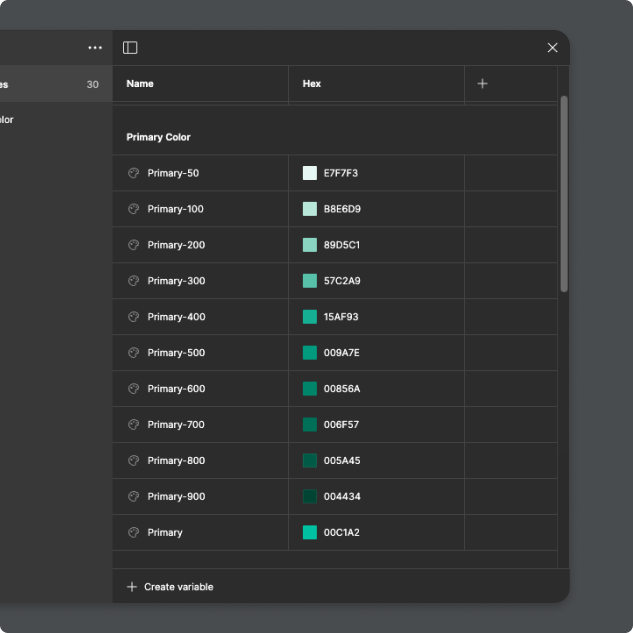 es 30
olor
Name Hex
Primary Color
Primary-50 E7F7F3
Primary-100 B8E6D9
Primary-200 89D5C1
Primary-300 57C2A9
Primary-400 15AF93
Primary-500 009A7E
Primary-600 00856A
Primary-700 006F57
Primary-800 005A45
Primary-900 004434
Primary 00C1A2
Create variable